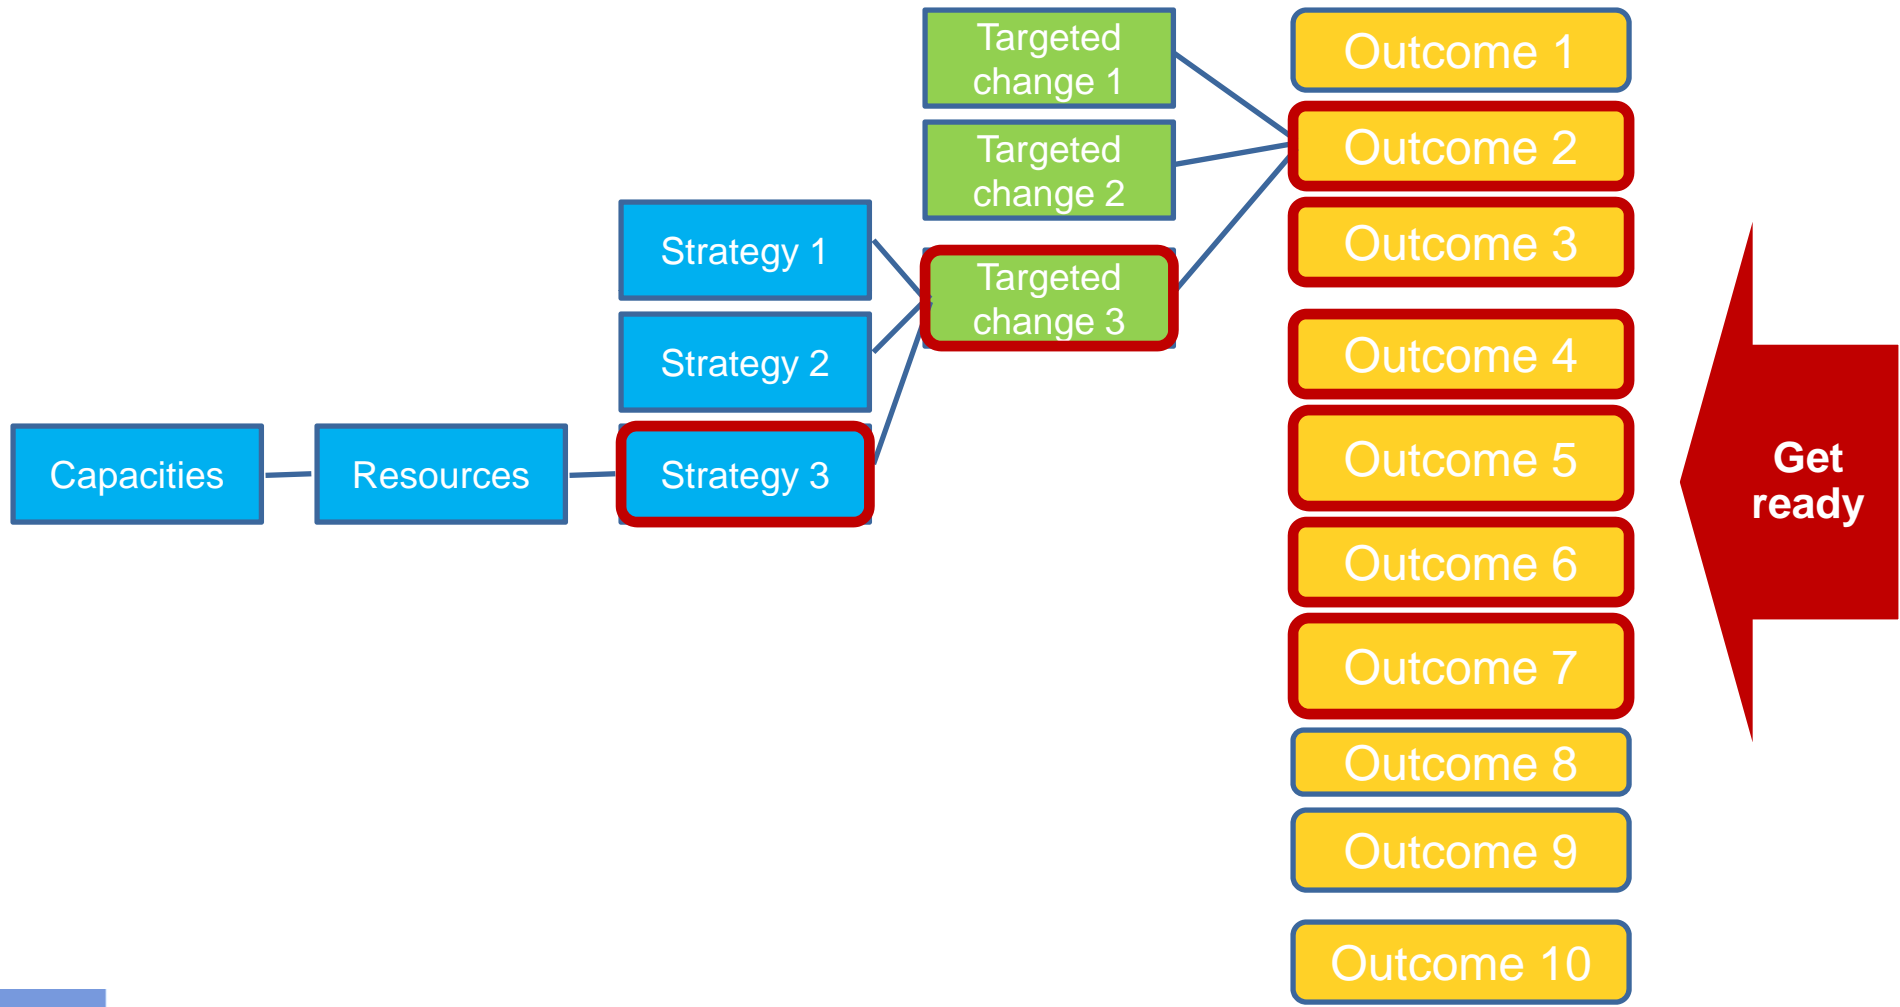 Targeted
change 1
Targeted
change 2
Targeted
change 3
Strategy 1
Strategy 2
Strategy 3
Capacities
Resources
Outcome 1
Outcome 2
Outcome 3
Outcome 4
Outcome 5
Outcome 6
Outcome 7
Outcome 8
Outcome 9
Outcome 10
Get
ready